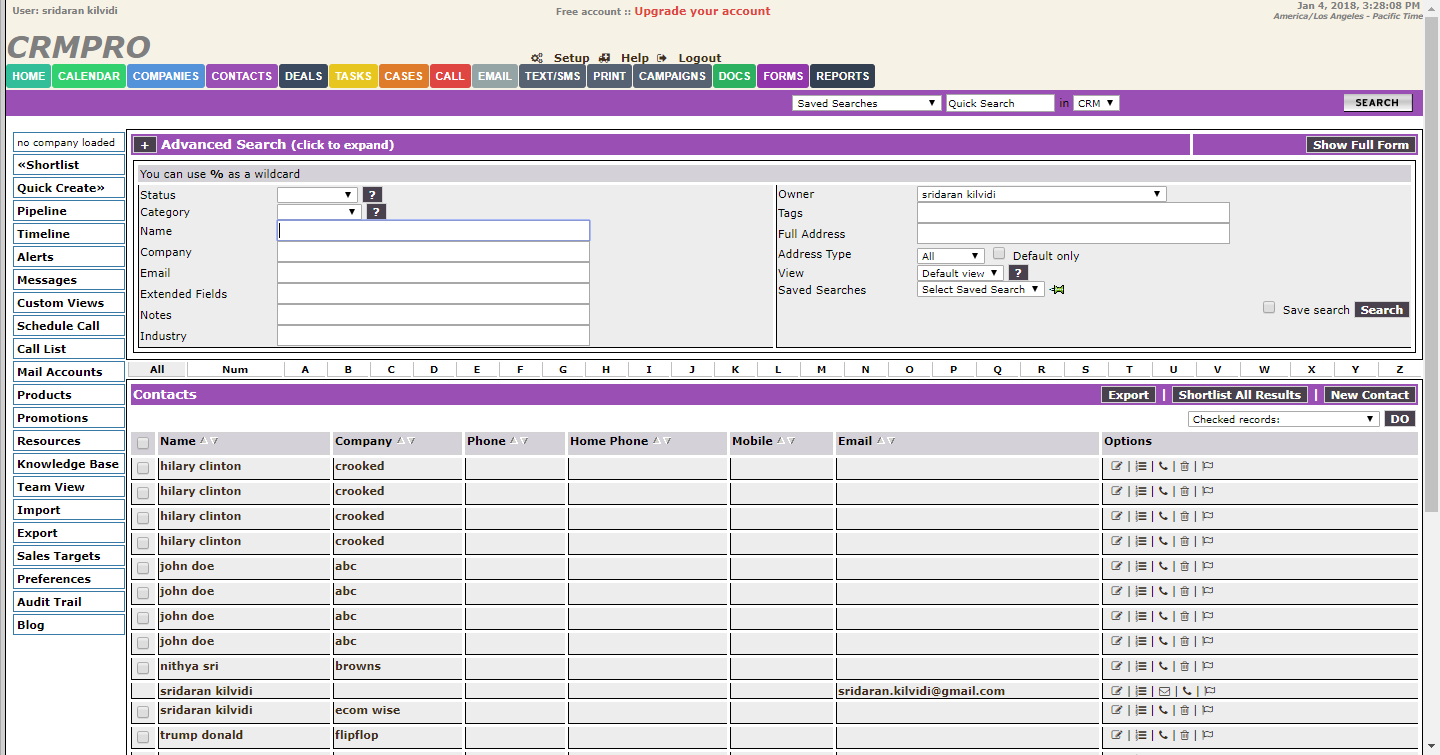 User: sridaran kilvidi
Free account :: Upgrade your account
Jan 4, 2018, 3:28:08 PM
America/Los Angeles - Pacific Time
CRMPRO
Setup Help Logout
HOME CALENDAR COMPANIES CONTACTS DEALS TASKS CASES CALL EMAIL TEXT/SMS PRINT CAMPAIGNS DOCS FORMS REPORTS
Saved Searches Quick Search in CRM SEARCH
no company loaded
«Shortlist
Quick Create»
Pipeline
Timeline
Alerts
Messages
Custom Views
Schedule Call
Call List
Mail Accounts
Products
Promotions
Resources
Knowledge Base
Team View
Import
Export
Sales Targets
Preferences
Audit Trail
Blog
+ Advanced Search (click to expand) Show Full Form
You can use % as a wildcard
Status ?
Category ?
Name
Company
Email
Extended Fields
Notes
Industry
Owner sridaran kilvidi
Tags
Full Address
Address Type All Default only
View Default view ?
Saved Searches Select Saved Search
Save search Search
All Num A B C D E F G H I J K L M N O P Q R S T U V W X Y Z
Contacts Export | Shortlist All Results | New Contact
Checked records: DO
Name Company Phone Home Phone Mobile Email Options
hilary clinton crooked
hilary clinton crooked
hilary clinton crooked
hilary clinton crooked
john doe abc
john doe abc
john doe abc
john doe abc
nithya sri browns
sridaran kilvidi sridaran.kilvidi@gmail.com
sridaran kilvidi ecom wise
trump donald flipflop